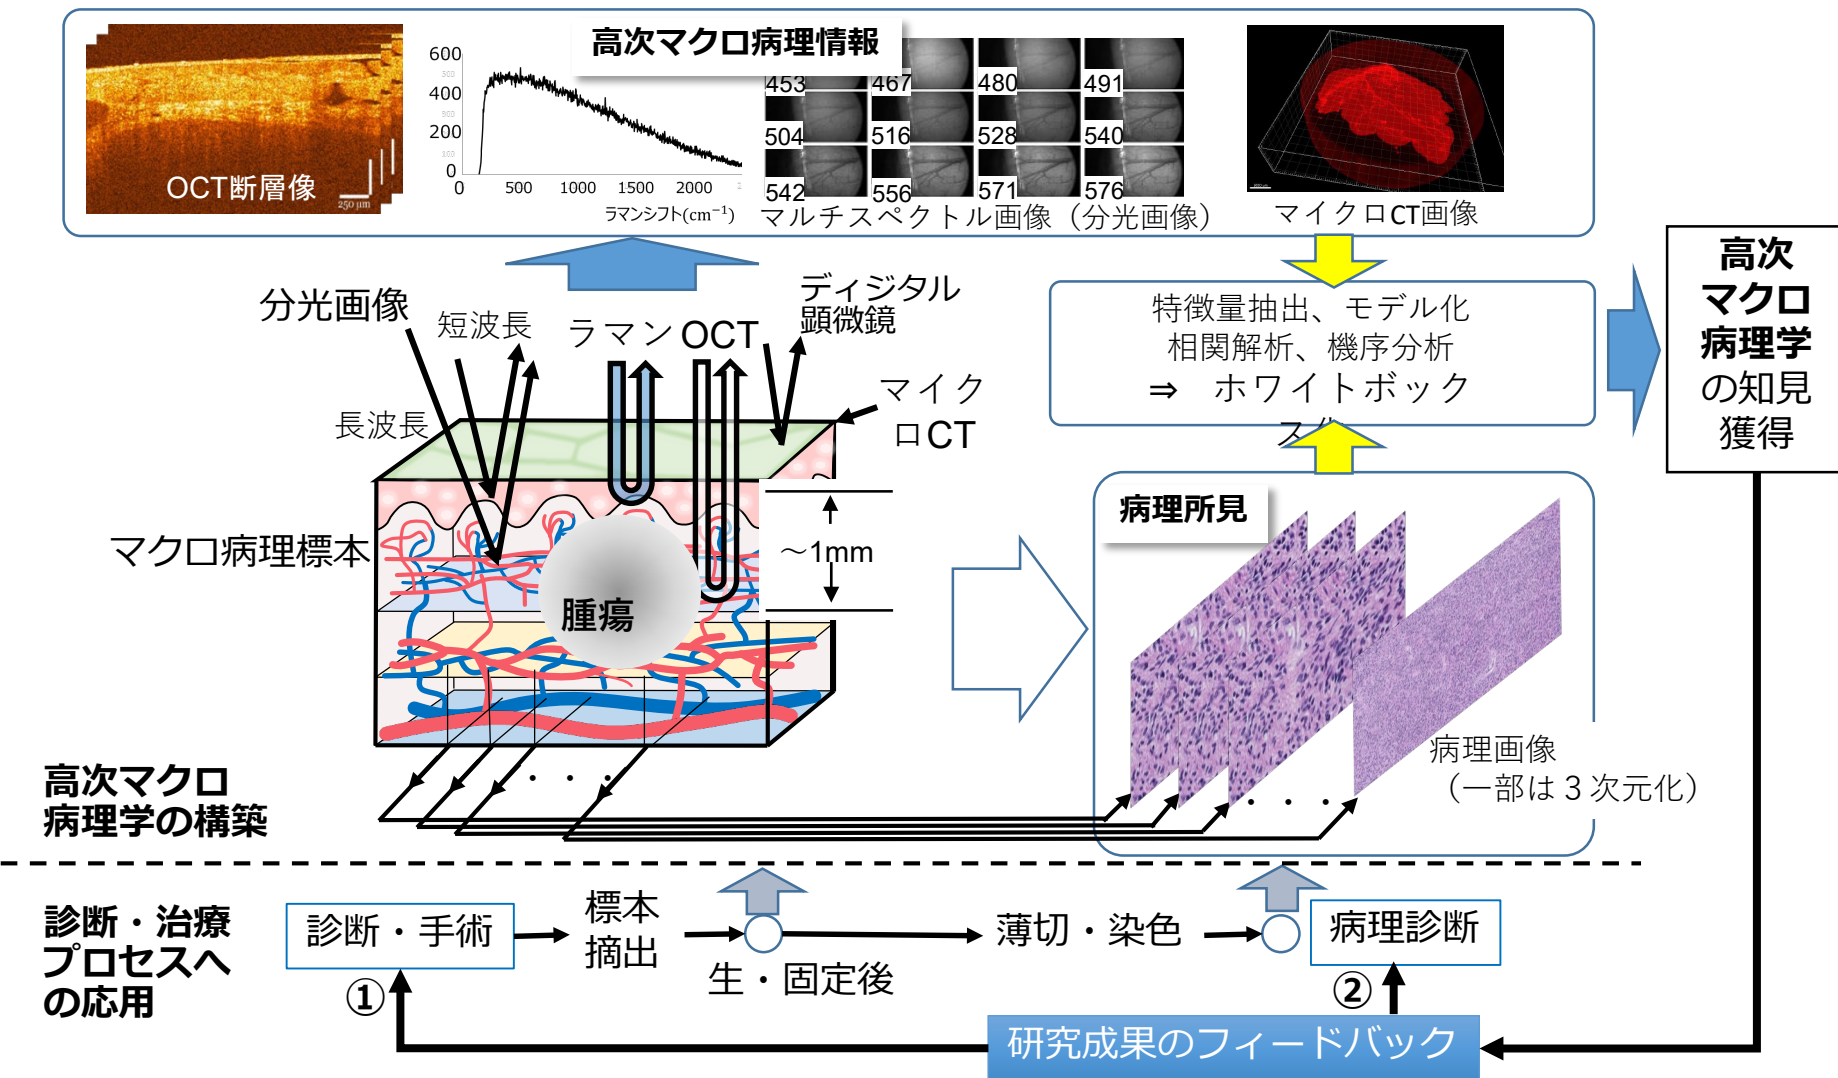 高次マクロ病理情報
OCT断層像
250 μm
600
500
400
300
200
100
0
0 500 1000 1500 2000 2
ラマンシフト(cm⁻¹)
453 467 480 491
504 516 528 540
542 556 571 576
マルチスペクトル画像（分光画像）
マイクロCT画像
分光画像
短波長
長波長
ラマン
OCT
ディジタル
顕微鏡
マイク
ロCT
マクロ病理標本
腫瘍
～1mm
特徴量抽出、モデル化
相関解析、機序分析
⇒ ホワイトボック
ス化
高次
マクロ
病理学
の知見
獲得
病理所見
病理画像
（一部は３次元化）
・・・
・・・
高次マクロ
病理学の構築
診断・治療
プロセスへ
の応用
診断・手術
標本
摘出
生・固定後
薄切・染色
病理診断
①
②
研究成果のフィードバック